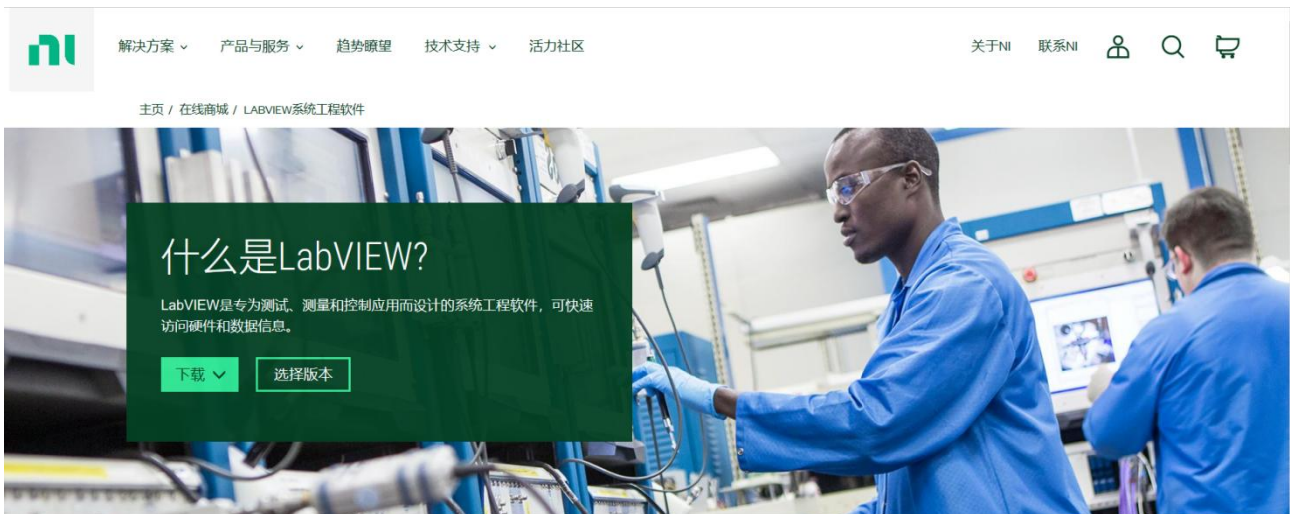 ni
解决方案 产品与服务 趋势瞭望 技术支持 活力社区 关于NI 联系NI
主页 / 在线商城 / LABVIEW系统工程软件
什么是LabVIEW?
LabVIEW是专为测试、测量和控制应用而设计的系统工程软件，可快速
访问硬件和数据信息。
下载 选择版本